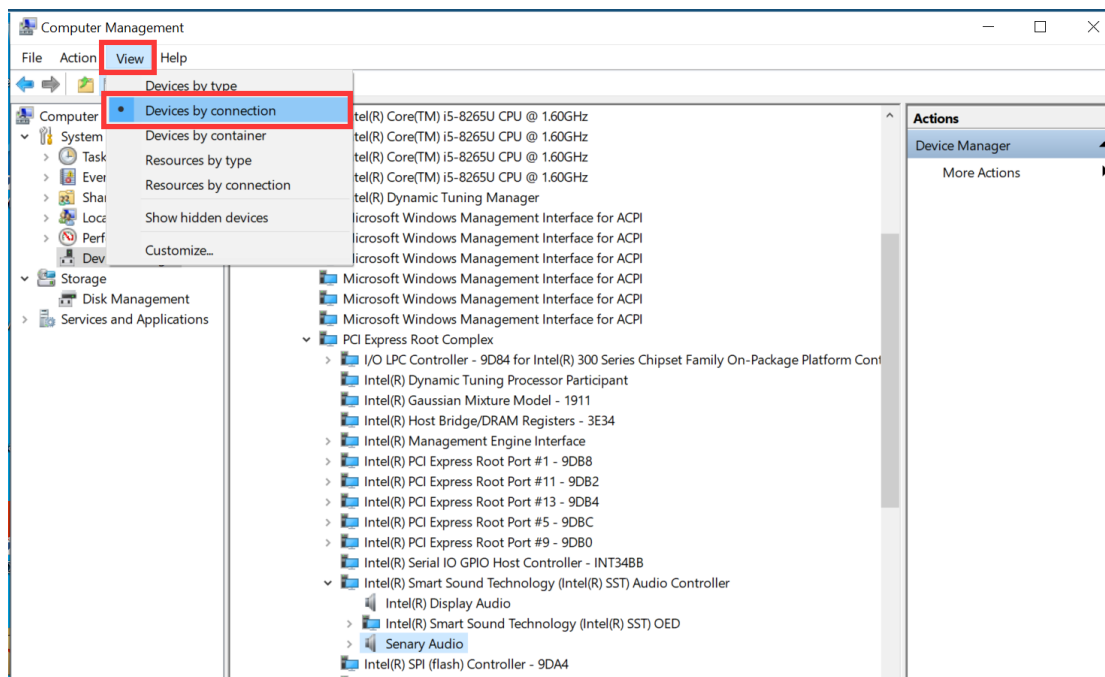 Computer Management
File Action View Help
Devices by type
Devices by connection
Devices by container
Resources by type
Resources by connection
Show hidden devices
Customize...
Computer
System
Task
Loca
Perf
Dev
Storage
Disk Management
Services and Applications
tel(R) Core(TM) i5-8265U CPU @ 1.60GHz
tel(R) Core(TM) i5-8265U CPU @ 1.60GHz
tel(R) Core(TM) i5-8265U CPU @ 1.60GHz
tel(R) Core(TM) i5-8265U CPU @ 1.60GHz
tel(R) Dynamic Tuning Manager
licrosoft Windows Management Interface for ACPI
licrosoft Windows Management Interface for ACPI
licrosoft Windows Management Interface for ACPI
Microsoft Windows Management Interface for ACPI
Microsoft Windows Management Interface for ACPI
Microsoft Windows Management Interface for ACPI
PCI Express Root Complex
I/O LPC Controller - 9D84 for Intel(R) 300 Series Chipset Family On-Package Platform Cont
Intel(R) Dynamic Tuning Processor Participant
Intel(R) Gaussian Mixture Model - 1911
Intel(R) Host Bridge/DRAM Registers - 3E34
Intel(R) Management Engine Interface
Intel(R) PCI Express Root Port #1 - 9DB8
Intel(R) PCI Express Root Port #11 - 9DB2
Intel(R) PCI Express Root Port #13 - 9DB4
Intel(R) PCI Express Root Port #5 - 9DBC
Intel(R) PCI Express Root Port #9 - 9DB0
Intel(R) Serial IO GPIO Host Controller - INT34BB
Intel(R) Smart Sound Technology (Intel(R) SST) Audio Controller
Intel(R) Display Audio
Intel(R) Smart Sound Technology (Intel(R) SST) OED
Senary Audio
Intel(R) SPI (flash) Controller - 9DA4
Actions
Device Manager
More Actions